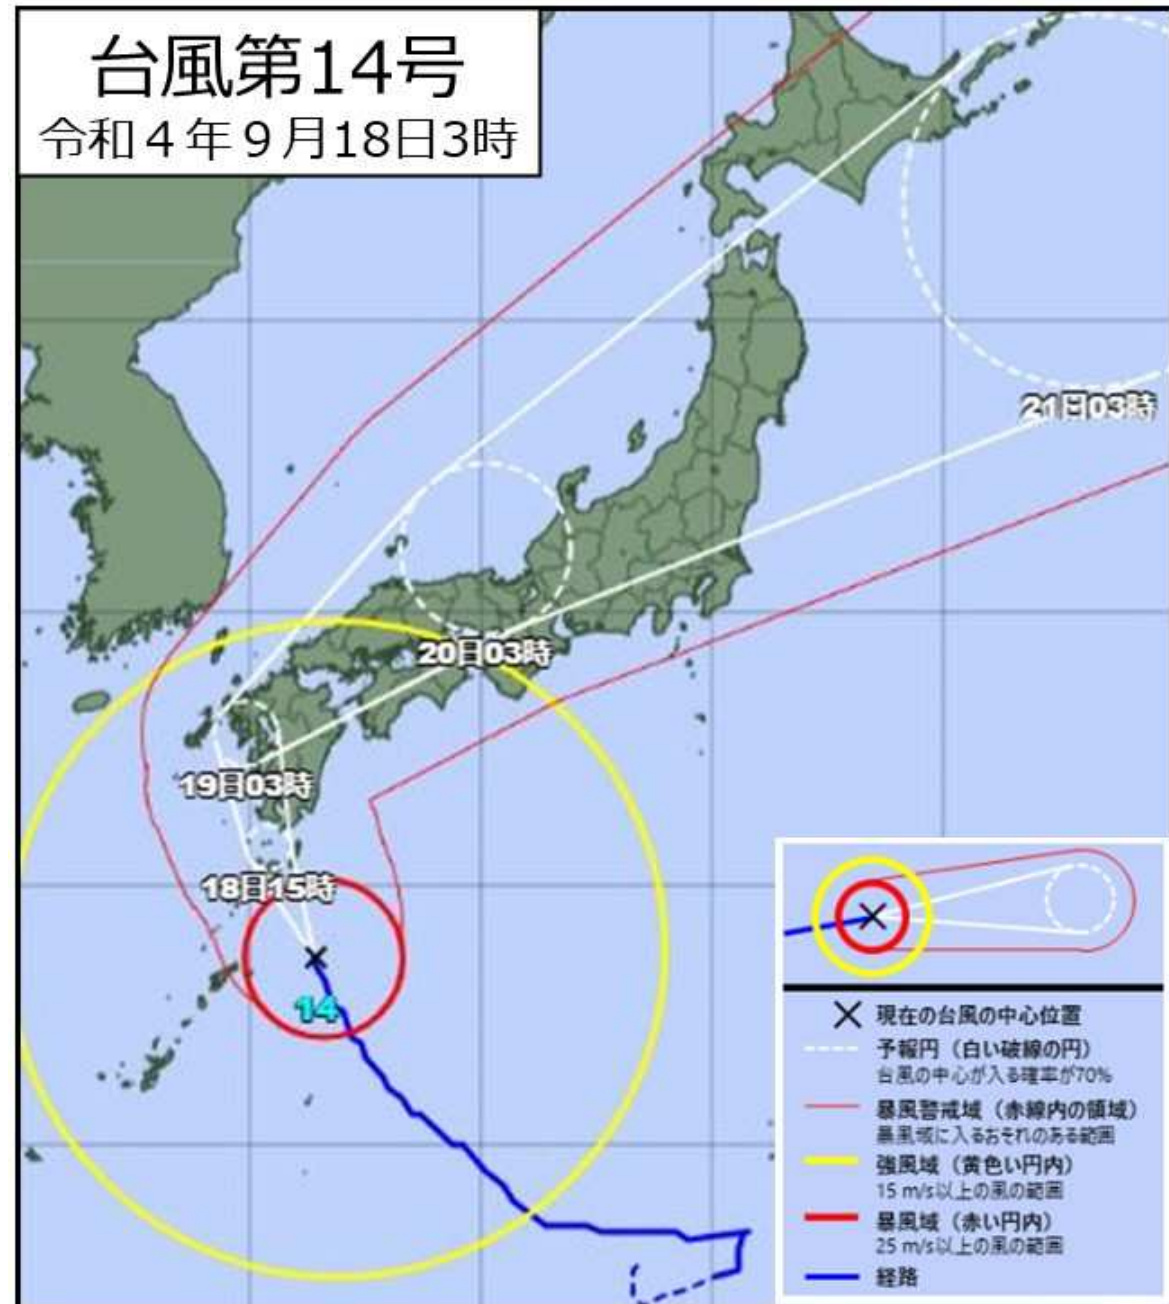 台風第14号
令和４年９月18日3時
21日03時
20日03時
19日03時
18日15時
14
現在の台風の中心位置
予報円（白い破線の円）
台風の中心が入る確率が70%
暴風警戒域（赤線内の領域）
暴風域に入るおそれのある範囲
強風域（黄色い円内）
15 m/s以上の風の範囲
暴風域（赤い円内）
25 m/s以上の風の範囲
経路